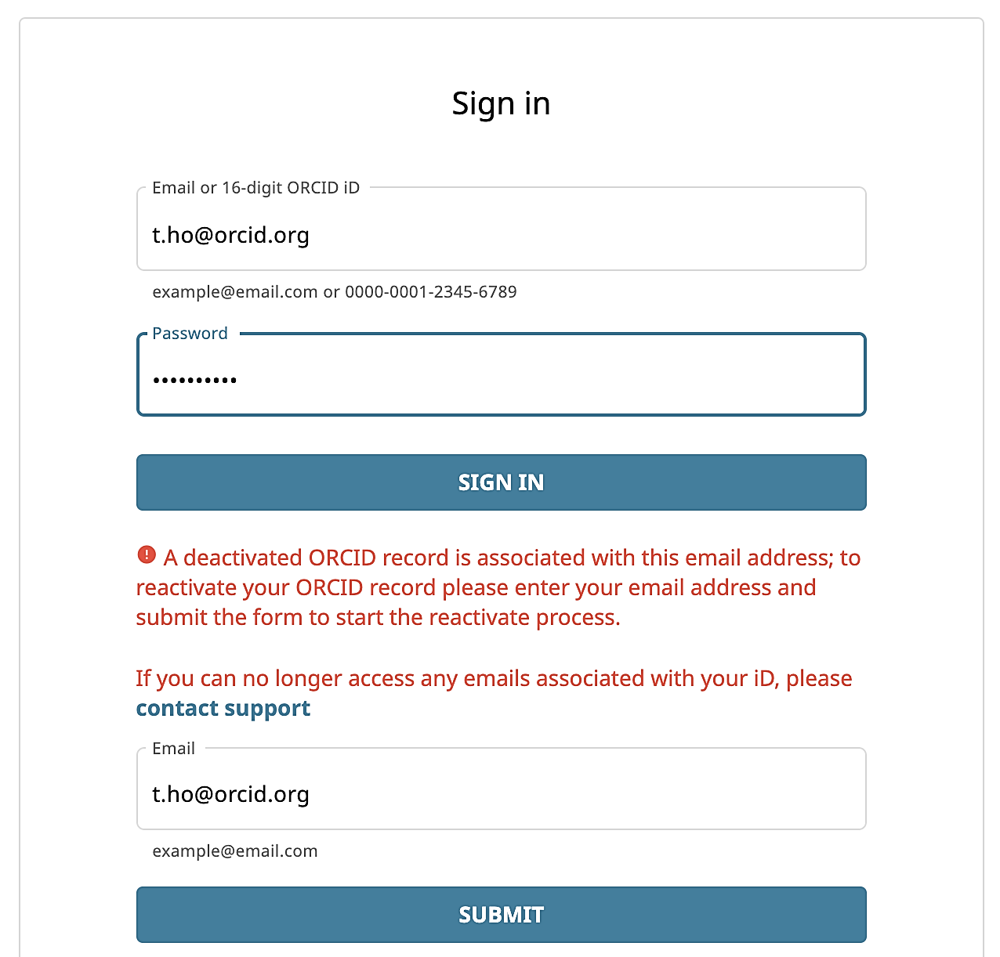 Sign in
Email or 16-digit ORCID iD
t.ho@orcid.org
example@email.com or 0000-0001-2345-6789
Password
••••••••••
SIGN IN
A deactivated ORCID record is associated with this email address; to
reactivate your ORCID record please enter your email address and
submit the form to start the reactivate process.
If you can no longer access any emails associated with your iD, please
contact support
Email
t.ho@orcid.org
example@email.com
SUBMIT